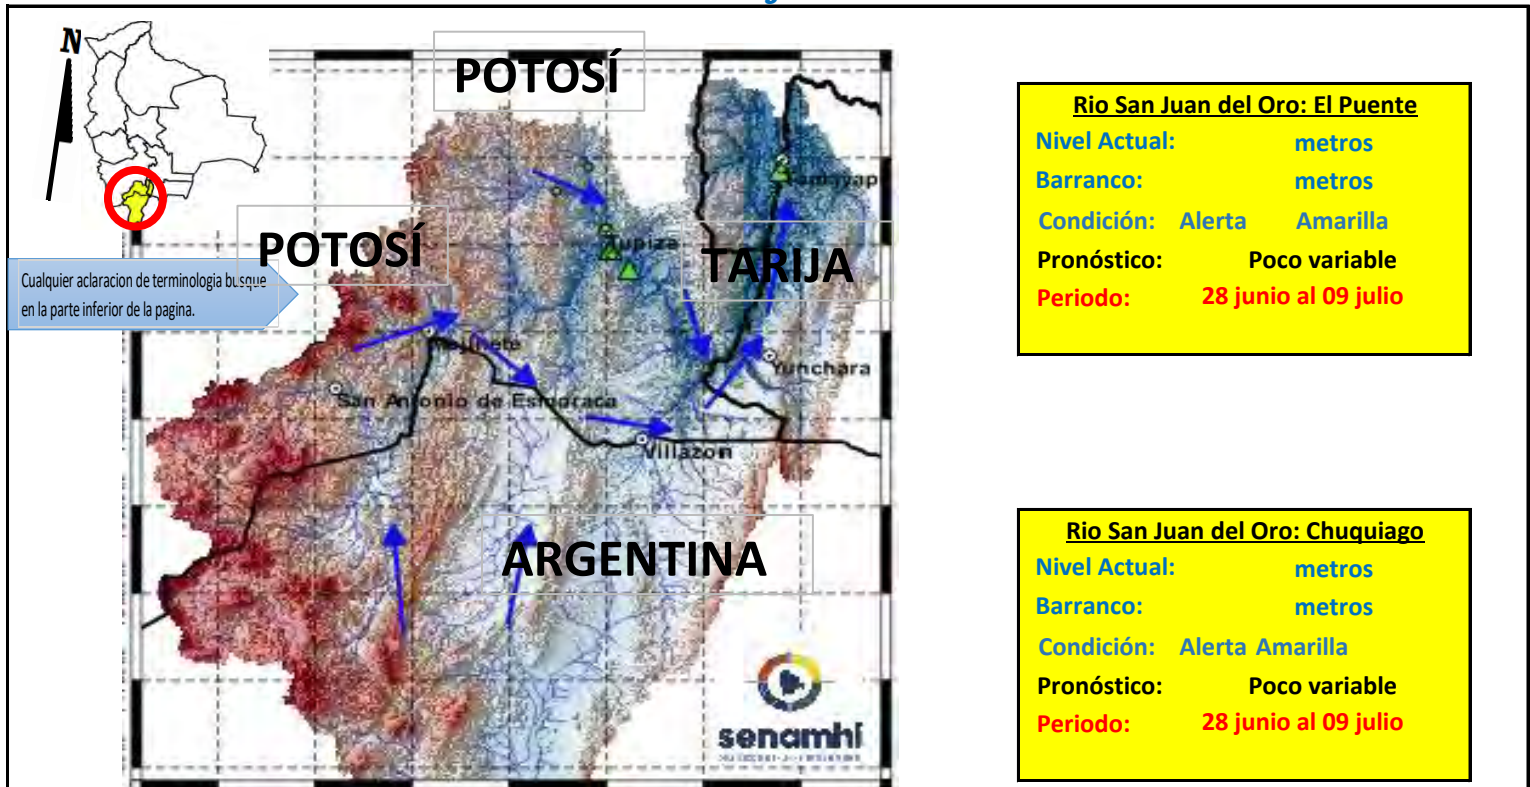 N
POTOSÍ
POTOSÍ
TARIJA
Tupiza
Cualquier aclaracion de terminologia busque
en la parte inferior de la pagina.
Yunchara
San Antonio de Esmoraca
Villazon
ARGENTINA
senamhi
Rio San Juan del Oro: El Puente
Nivel Actual: metros
Barranco: metros
Condición: Alerta Amarilla
Pronóstico: Poco variable
Periodo: 28 junio al 09 julio
Rio San Juan del Oro: Chuquiago
Nivel Actual: metros
Barranco: metros
Condición: Alerta Amarilla
Pronóstico: Poco variable
Periodo: 28 junio al 09 julio